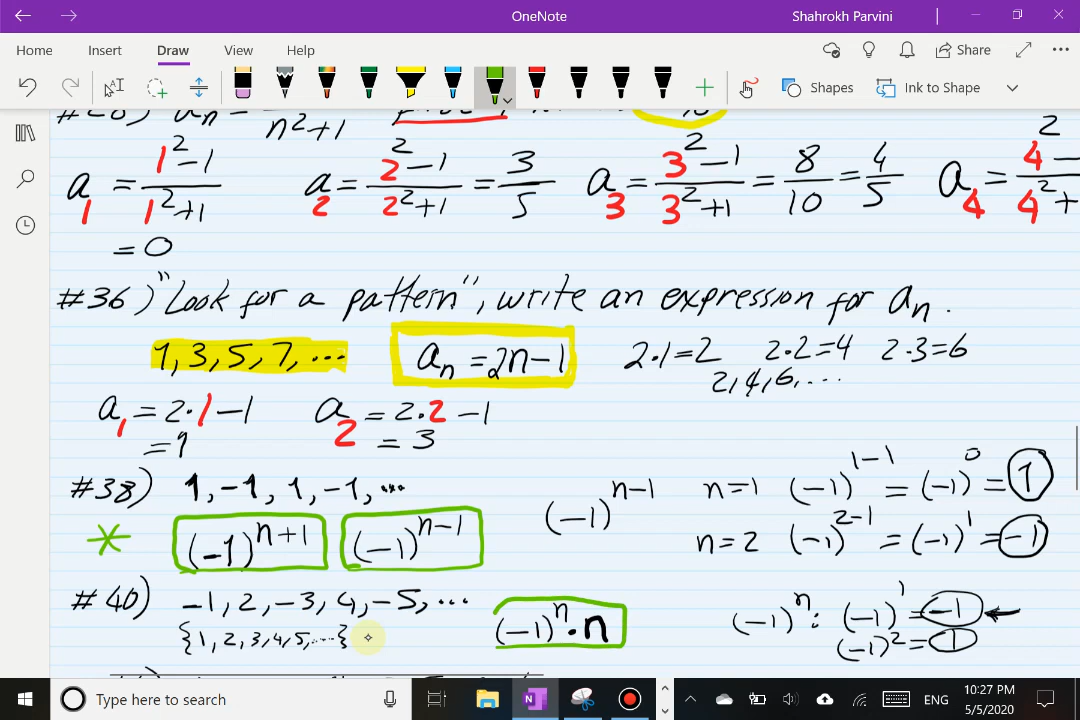 OneNote
Shahrokh Parvini
Home Insert Draw View Help Share
Shapes Ink to Shape
n²+1
a₁ = 1²-1 / 1²+1 a₂ = 2²-1 / 2²+1 = 3/5 a₃ = 3²-1 / 3²+1 = 8/10 = 4/5 a₄ = 4²- / 4²+
= 0
#36) "Look for a pattern", write an expression for aₙ.
1, 3, 5, 7, ... aₙ = 2n-1 2·1=2 2·2=4 2·3=6
2, 4, 6, ...
a₁ = 2·1-1 a₂ = 2·2-1
= 1 = 3
#38) 1, -1, 1, -1, ... (-1)ⁿ⁻¹ n=1 (-1)¹⁻¹ = (-1)⁰ = 1
* (-1)ⁿ⁺¹ (-1)ⁿ⁻¹ n=2 (-1)²⁻¹ = (-1)¹ = -1
#40) -1, 2, -3, 4, -5, ... (-1)ⁿ·n (-1)ⁿ: (-1)¹ = -1 ←
{1, 2, 3, 4, 5, ...} (-1)² = 1
Type here to search
ENG
10:27 PM
5/5/2020